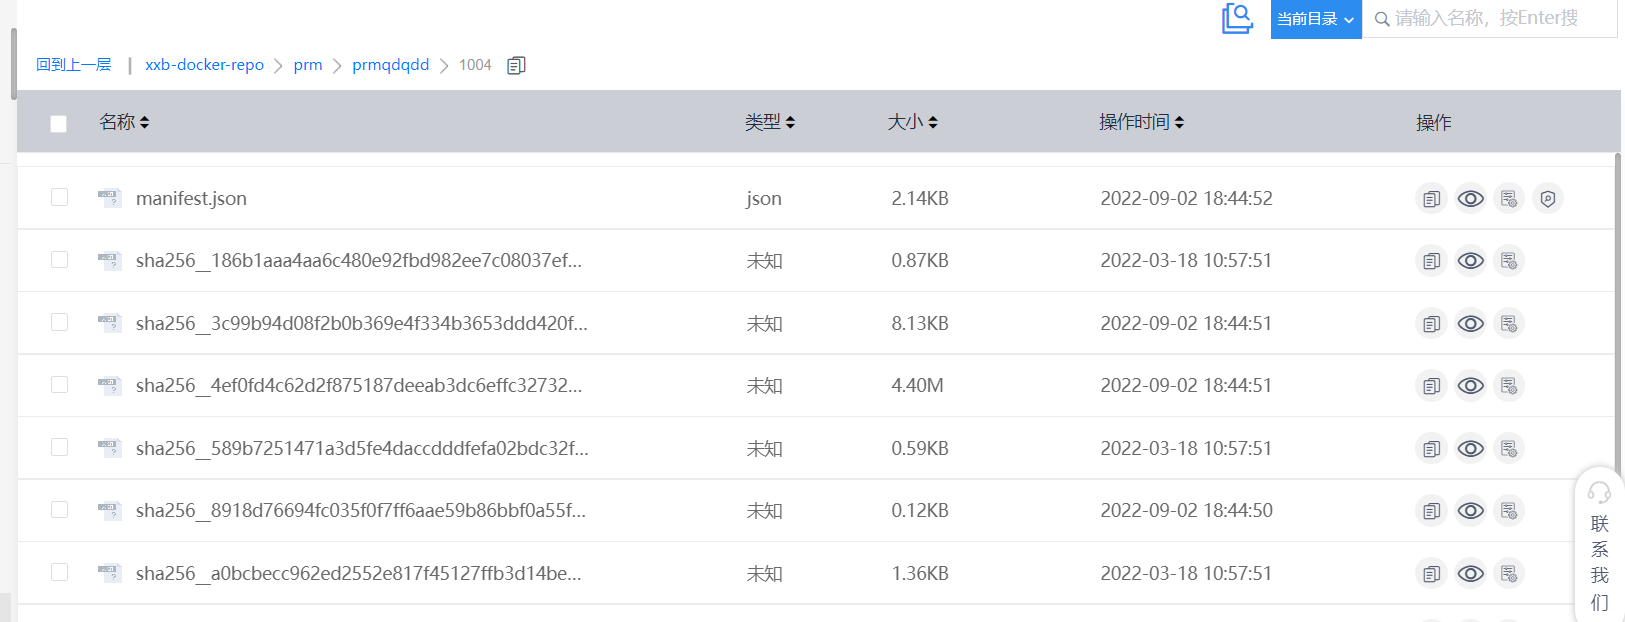 当前目录 请输入名称，按Enter搜
回到上一层 | xxb-docker-repo > prm > prmqdqdd > 1004
名称 类型 大小 操作时间 操作
manifest.json json 2.14KB 2022-09-02 18:44:52
sha256__186b1aaa4aa6c480e92fbd982ee7c08037ef... 未知 0.87KB 2022-03-18 10:57:51
sha256__3c99b94d08f2b0b369e4f334b3653ddd420f... 未知 8.13KB 2022-09-02 18:44:51
sha256__4ef0fd4c62d2f875187deeab3dc6effc32732... 未知 4.40M 2022-09-02 18:44:51
sha256__589b7251471a3d5fe4daccdddfefa02bdc32f... 未知 0.59KB 2022-03-18 10:57:51
sha256__8918d76694fc035f0f7ff6aae59b86bbf0a55f... 未知 0.12KB 2022-09-02 18:44:50
sha256__a0bcbecc962ed2552e817f45127ffb3d14be... 未知 1.36KB 2022-03-18 10:57:51
联系我们